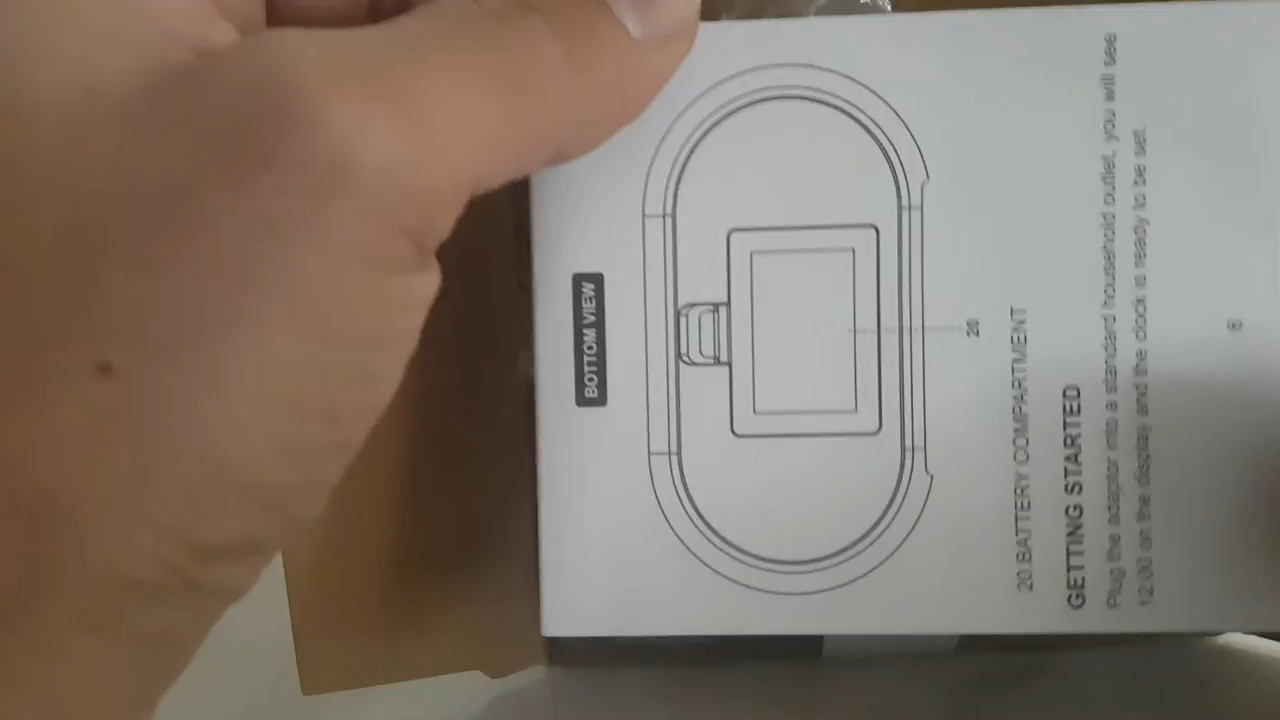 BOTTOM VIEW
20
20.BATTERY COMPARTMENT
GETTING STARTED
Plug the adaptor into a standard household outlet, you will see
12:00 on the display and the clock is ready to be set.